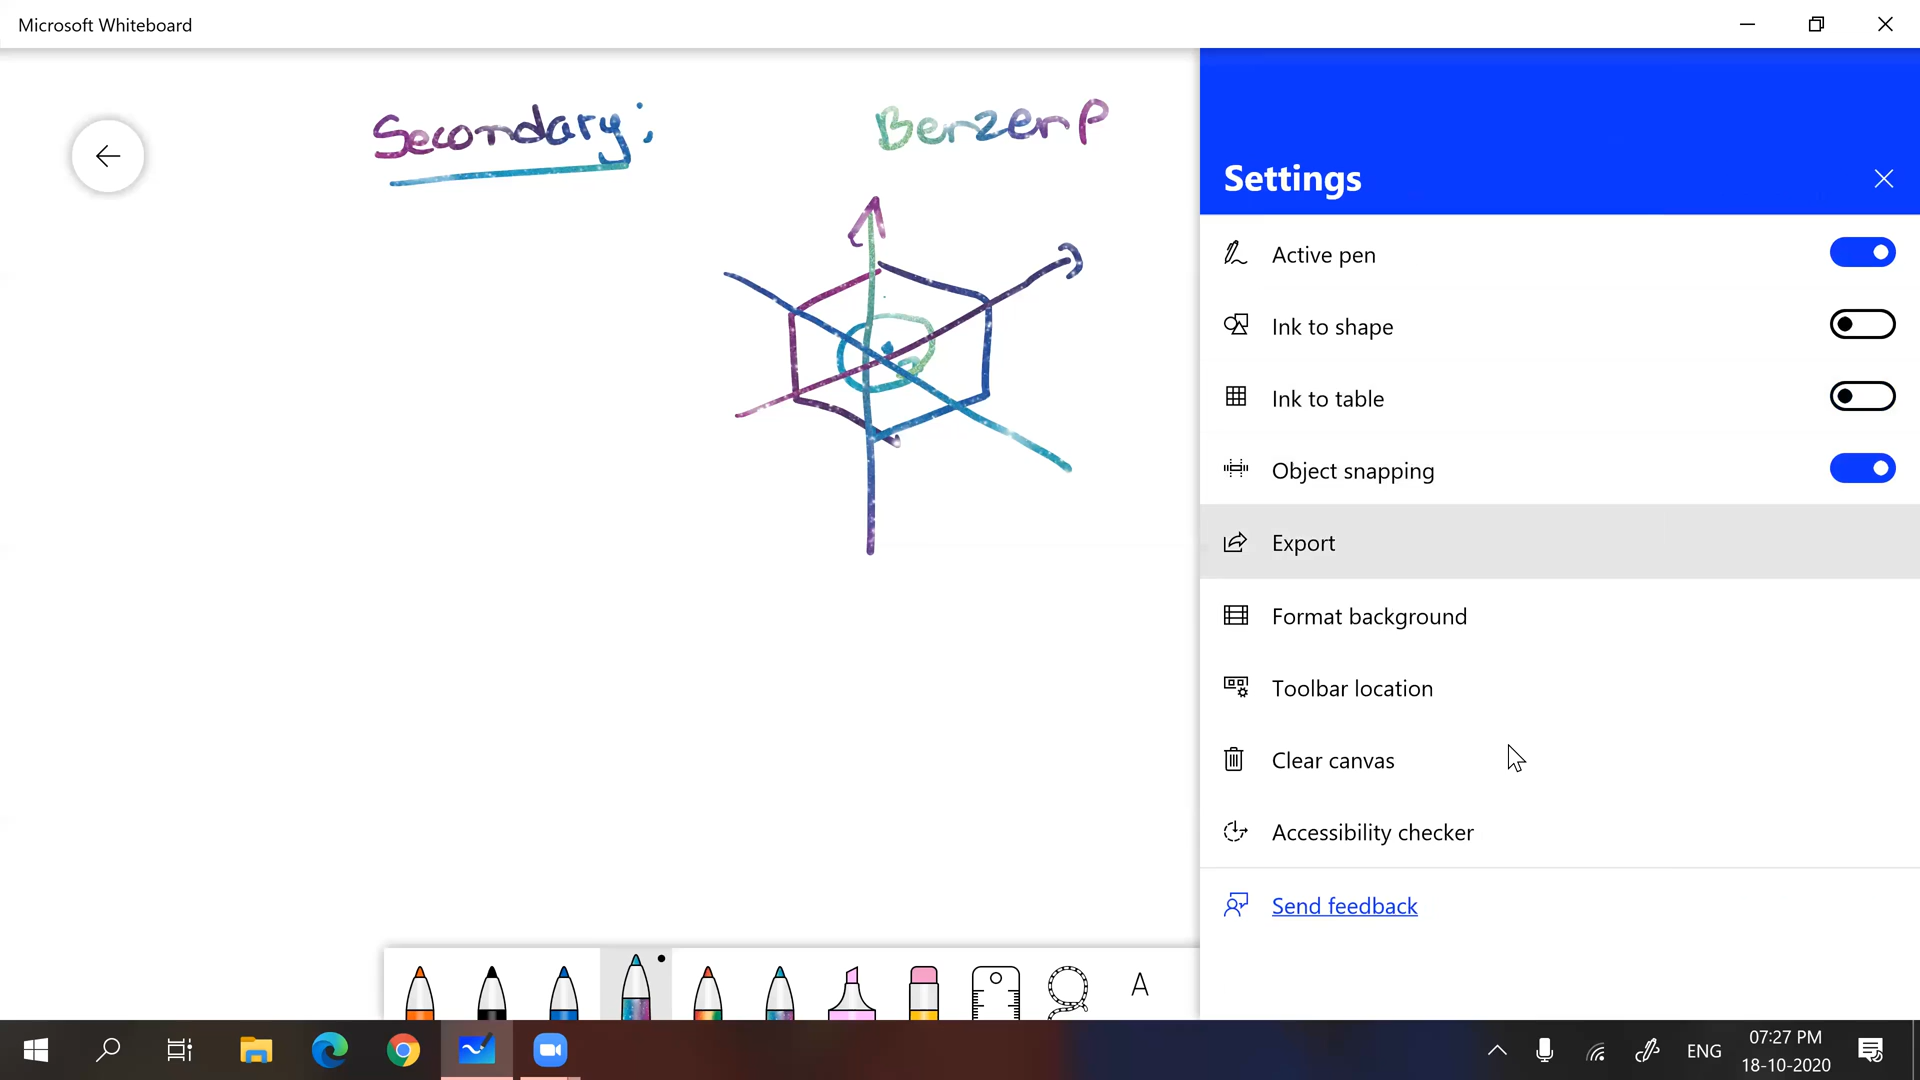 Microsoft Whiteboard
Secondary:
Benzene
Settings
Active pen
Ink to shape
Ink to table
Object snapping
Export
Format background
Toolbar location
Clear canvas
Accessibility checker
Send feedback
A
ENG
07:27 PM
18-10-2020